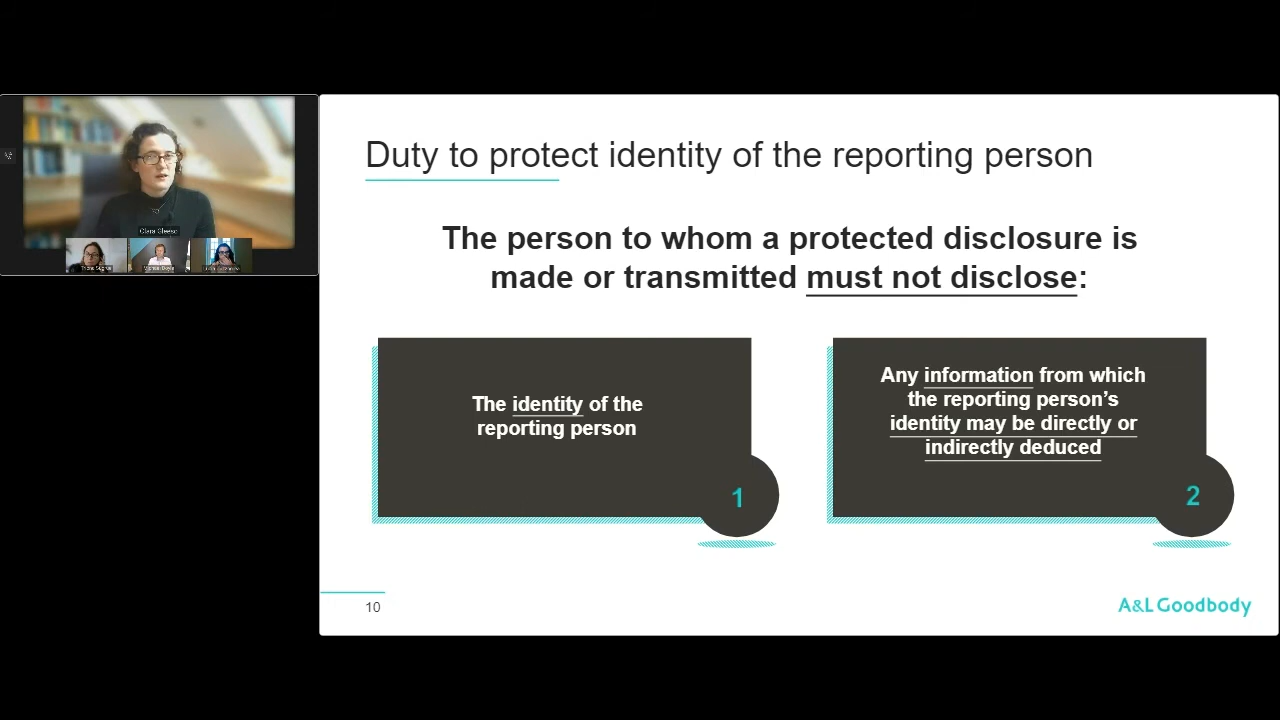 Duty to protect identity of the reporting person
The person to whom a protected disclosure is
made or transmitted must not disclose:
The identity of the
reporting person
1
Any information from which
the reporting person's
identity may be directly or
indirectly deduced
2
10
A&L Goodbody